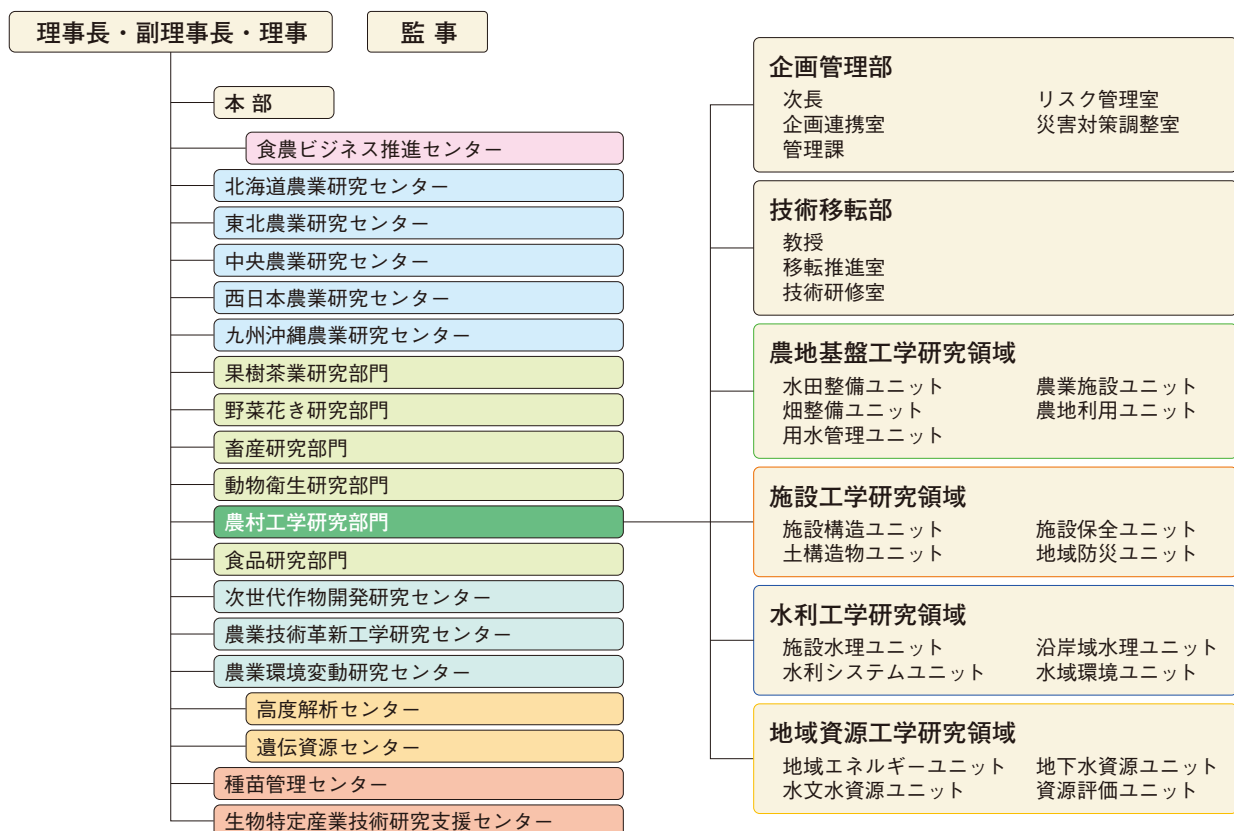 理事長・副理事長・理事
監 事
本 部
食農ビジネス推進センター
北海道農業研究センター
東北農業研究センター
中央農業研究センター
西日本農業研究センター
九州沖縄農業研究センター
果樹茶業研究部門
野菜花き研究部門
畜産研究部門
動物衛生研究部門
農村工学研究部門
食品研究部門
次世代作物開発研究センター
農業技術革新工学研究センター
農業環境変動研究センター
高度解析センター
遺伝資源センター
種苗管理センター
生物特定産業技術研究支援センター
企画管理部
次長
企画連携室
管理課
リスク管理室
災害対策調整室
技術移転部
教授
移転推進室
技術研修室
農地基盤工学研究領域
水田整備ユニット
畑整備ユニット
用水管理ユニット
農業施設ユニット
農地利用ユニット
施設工学研究領域
施設構造ユニット
土構造物ユニット
施設保全ユニット
地域防災ユニット
水利工学研究領域
施設水理ユニット
水利システムユニット
沿岸域水理ユニット
水域環境ユニット
地域資源工学研究領域
地域エネルギーユニット
水文水資源ユニット
地下水資源ユニット
資源評価ユニット